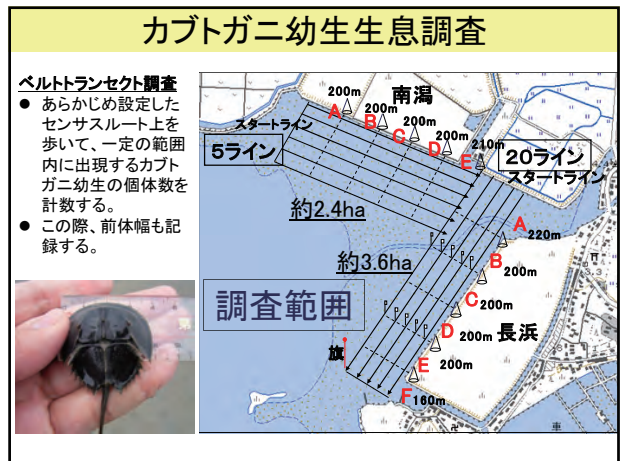 カブトガニ幼生生息調査
ベルトトランセクト調査
● あらかじめ設定した
センサスルート上を
歩いて、一定の範囲
内に出現するカブト
ガニ幼生の個体数を
計数する。
● この際、前体幅も記
録する。
南潟
200m
A
200m
B
200m
C
200m
D
210m
E
スタートライン
5ライン
20ライン
スタートライン
約2.4ha
A
220m
B
200m
約3.6ha
C
200m
調査範囲
D
200m
長浜
旗
E
200m
F
160m
3.3